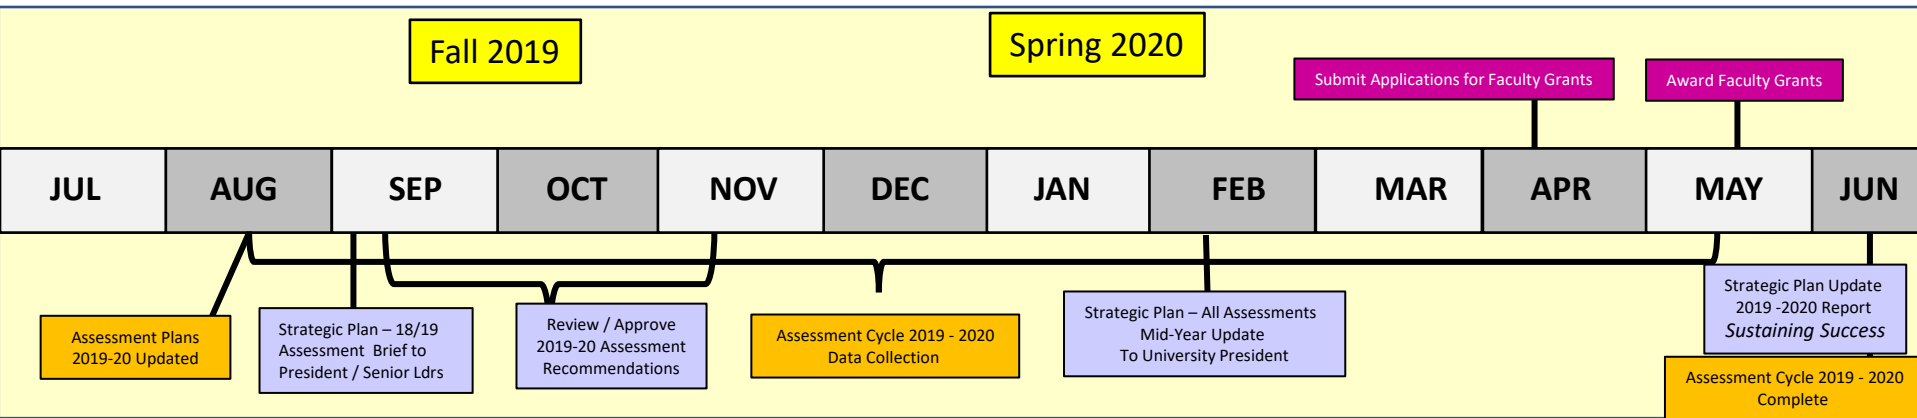 Fall 2019
Spring 2020
Submit Applications for Faculty Grants
Award Faculty Grants
JUL
AUG
SEP
OCT
NOV
DEC
JAN
FEB
MAR
APR
MAY
JUN
Assessment Plans
2019-20 Updated
Strategic Plan – 18/19
Assessment Brief to
President / Senior Ldrs
Review / Approve
2019-20 Assessment
Recommendations
Assessment Cycle 2019 - 2020
Data Collection
Strategic Plan – All Assessments
Mid-Year Update
To University President
Strategic Plan Update
2019 -2020 Report
Sustaining Success
Assessment Cycle 2019 - 2020
Complete